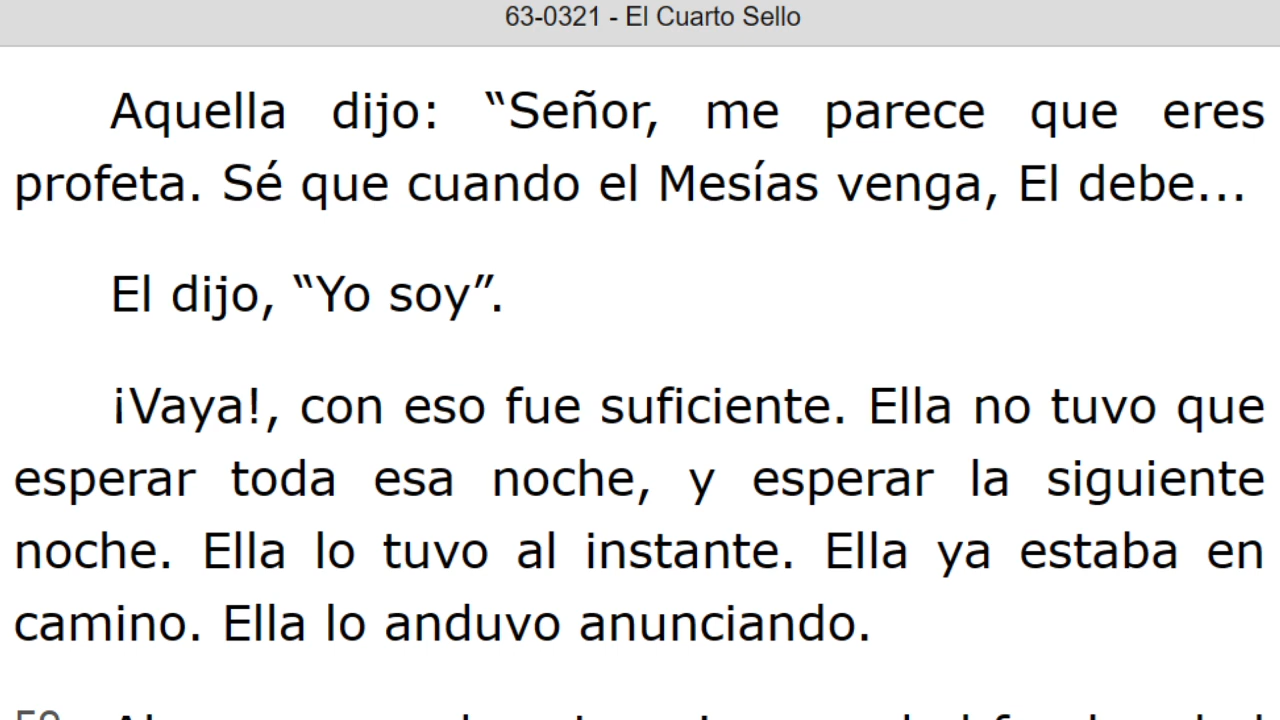 63-0321 - El Cuarto Sello
Aquella dijo: “Señor, me parece que eres
profeta. Sé que cuando el Mesías venga, El debe...
El dijo, “Yo soy”.
¡Vaya!, con eso fue suficiente. Ella no tuvo que
esperar toda esa noche, y esperar la siguiente
noche. Ella lo tuvo al instante. Ella ya estaba en
camino. Ella lo anduvo anunciando.